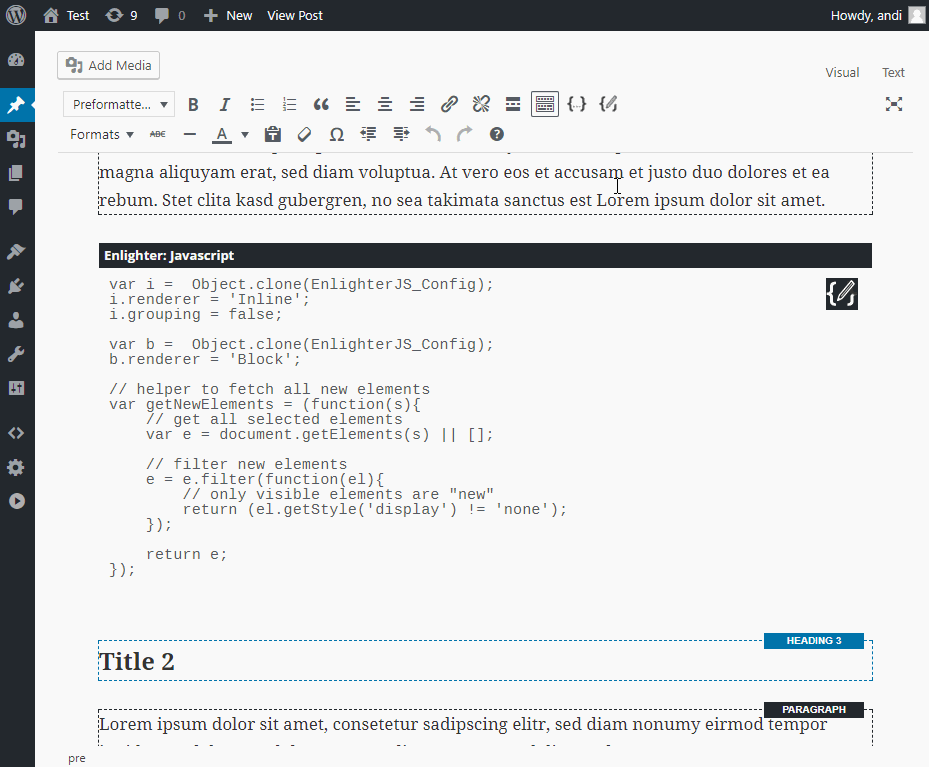 Test 9 0 New View Post Howdy, andi
Add Media
Visual Text
Preformatte... B I
Formats ABC A
magna aliquyam erat, sed diam voluptua. At vero eos et accusam et justo duo dolores et ea
rebum. Stet clita kasd gubergren, no sea takimata sanctus est Lorem ipsum dolor sit amet.
Enlighter: Javascript
var i =  Object.clone(EnlighterJS_Config);
i.renderer = 'Inline';
i.grouping = false;
var b =  Object.clone(EnlighterJS_Config);
b.renderer = 'Block';
// helper to fetch all new elements
var getNewElements = (function(s){
    // get all selected elements
    var e = document.getElements(s) || [];
    // filter new elements
    e = e.filter(function(el){
        // only visible elements are "new"
        return (el.getStyle('display') != 'none');
    });
    return e;
});
HEADING 3
Title 2
PARAGRAPH
Lorem ipsum dolor sit amet, consetetur sadipscing elitr, sed diam nonumy eirmod tempor
pre